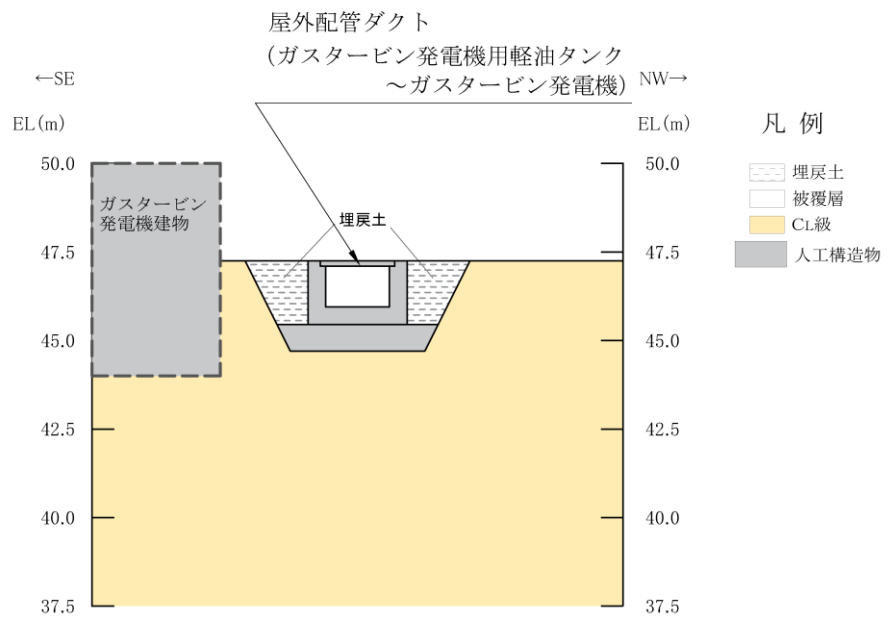 屋外配管ダクト
(ガスタービン発電機用軽油タンク
～ガスタービン発電機)
←SE
NW→
EL(m)
EL(m)
凡 例
50.0
50.0
埋戻土
被覆層
CL級
人工構造物
ガスタービン
発電機建物
埋戻土
47.5
47.5
45.0
45.0
42.5
42.5
40.0
40.0
37.5
37.5